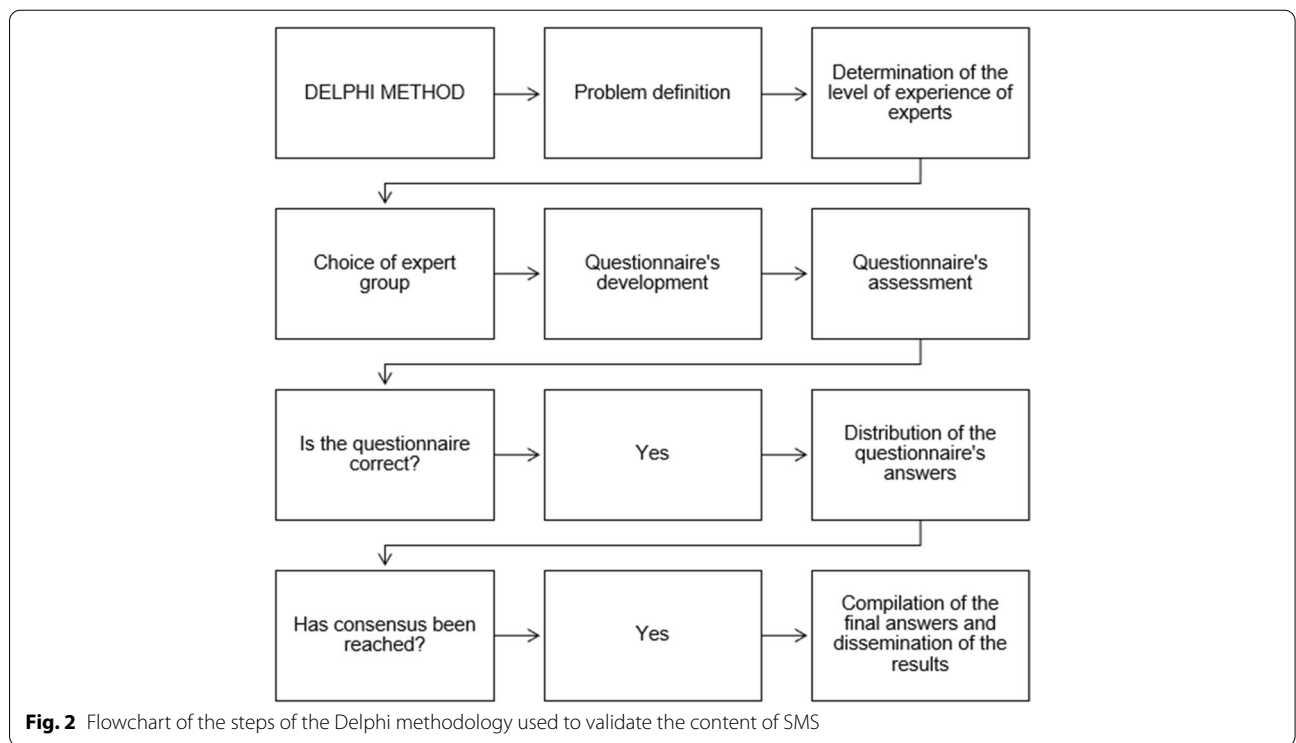 DELPHI METHOD
Problem definition
Determination of the
level of experience of
experts
Choice of expert
group
Questionnaire's
development
Questionnaire's
assessment
Is the questionnaire
correct?
Yes
Distribution of the
questionnaire's
answers
Has consensus been
reached?
Yes
Compilation of the
final answers and
dissemination of the
results
Fig. 2 Flowchart of the steps of the Delphi methodology used to validate the content of SMS